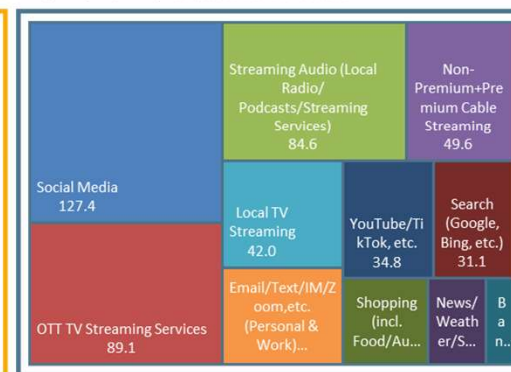 Social Media
127.4
OTT TV Streaming Services
89.1
Streaming Audio (Local
Radio/
Podcasts/Streaming
Services)
84.6
Non-
Premium+Pre
mium Cable
Streaming
49.6
Local TV
Streaming
42.0
YouTube/Ti
kTok, etc.
34.8
Search
(Google,
Bing, etc.)
31.1
Email/Text/IM/Z
oom,etc.
(Personal &
Work)...
Shopping
(incl.
Food/Au...
News/
Weath
er/S...
B
a
n...